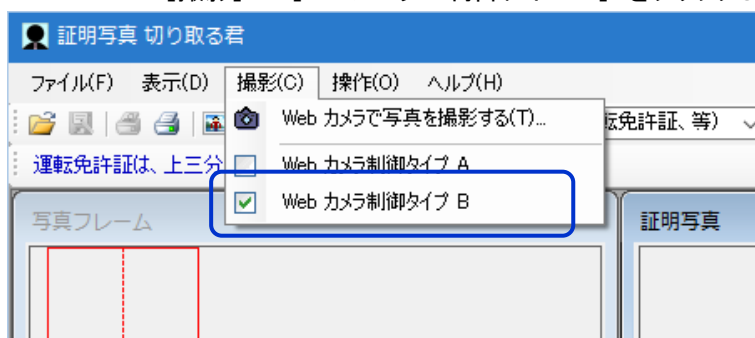 証明写真 切り取る君
ファイル(F) 表示(D) 撮影(C) 操作(O) ヘルプ(H)
Web カメラで写真を撮影する(T)...
免許証、等)
運転免許証は、上三分
Web カメラ制御タイプ A
Web カメラ制御タイプ B
写真フレーム
証明写真